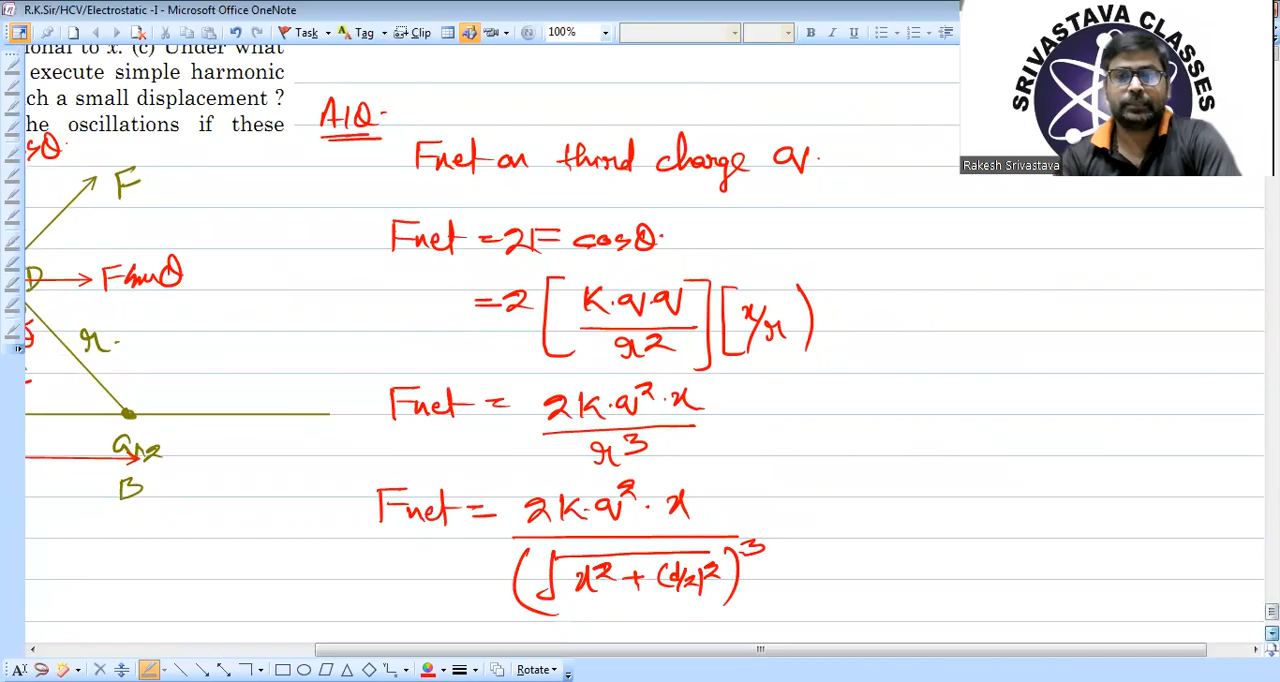 R.K.Sir/HCV/Electrostatic -I - Microsoft Office OneNote
SRIVASTAVA CLASSES
Task
Tag
Clip
100%
B I U
onal to x. (c) Under what
execute simple harmonic
ch a small displacement ?
he oscillations if these
A/Q.
Fnet on third charge q.
Rakesh Srivastava
F
Fnet = 2F cosθ.
D
Fsinθ
= 2 [K.q.q / r2] [x/r)
r.
Fnet = 2K.q².x / r3
B
Fnet = 2K.q².x / (√x2 + (d/2)2)3
Rotate